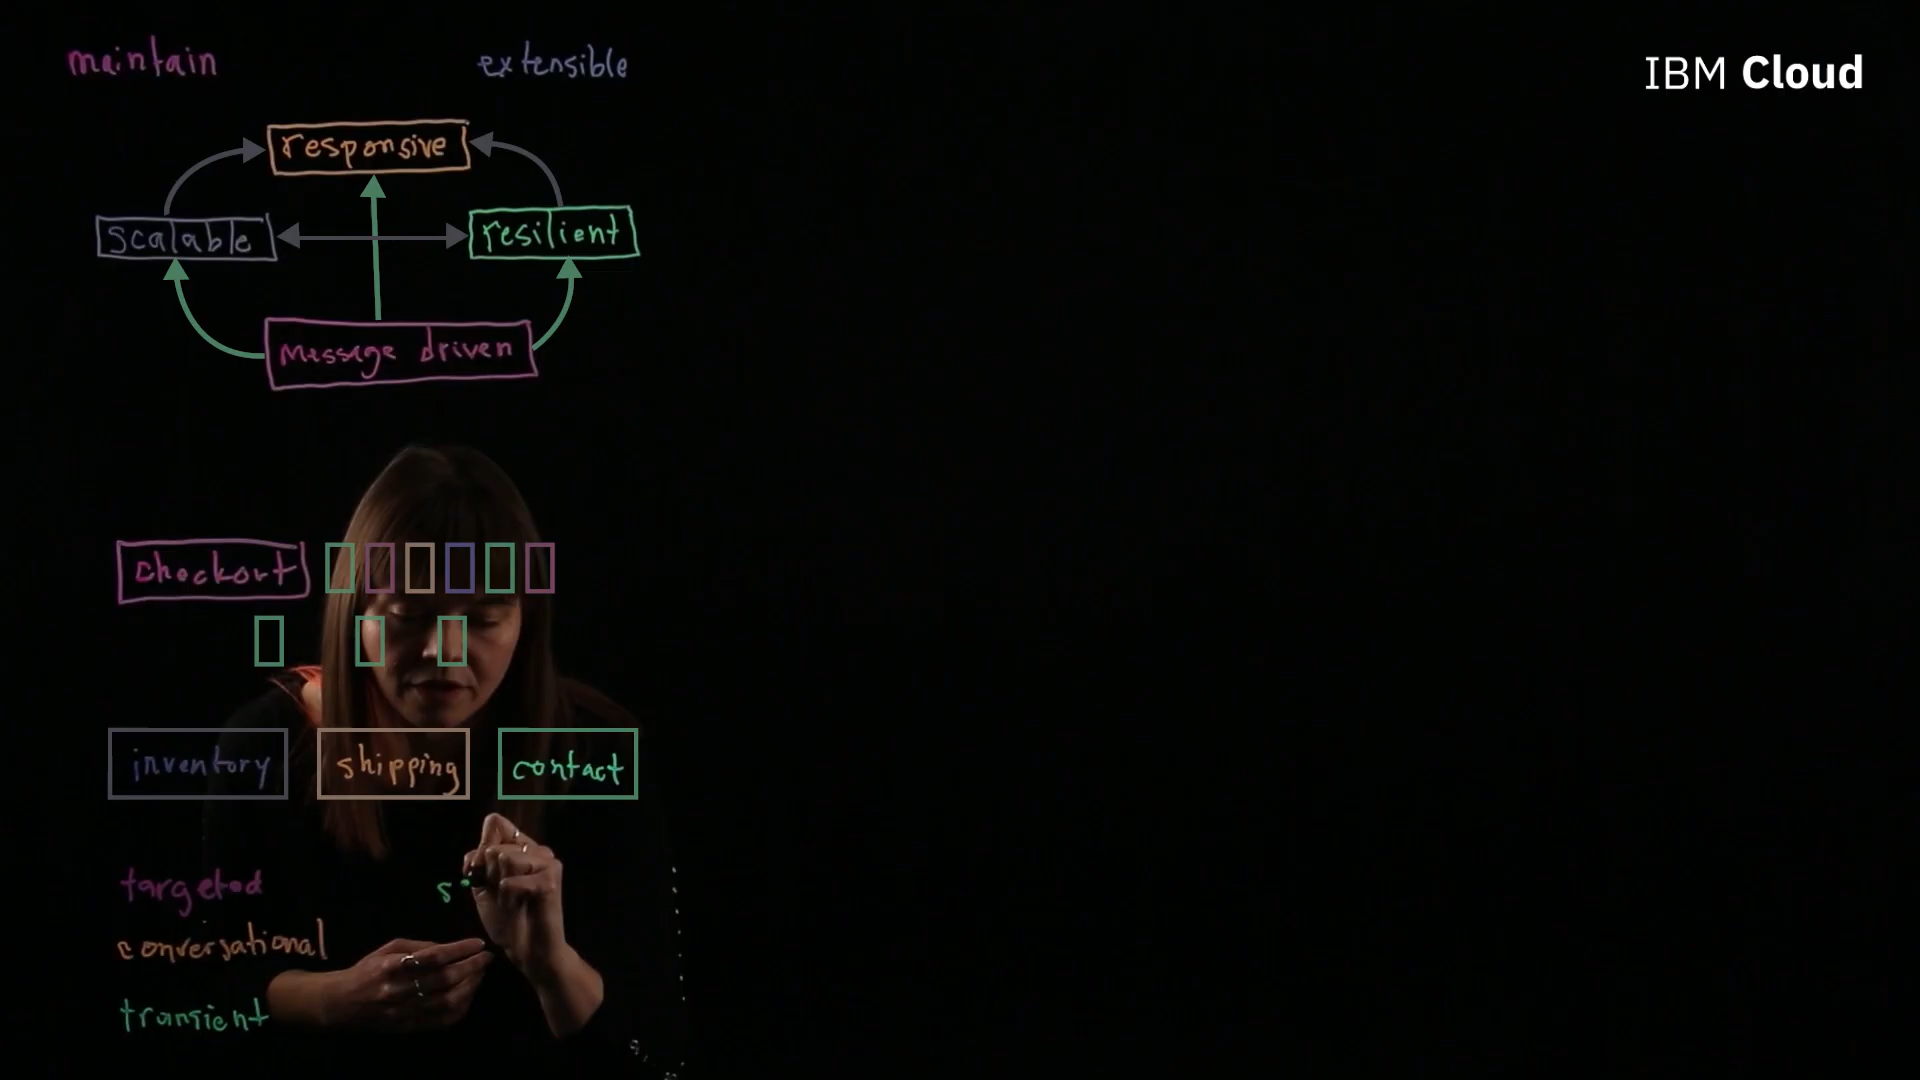 maintain extensible
IBM Cloud
responsive
scalable resilient
Message driven
checkout
inventory shipping contact
targeted
s
conversational
transient